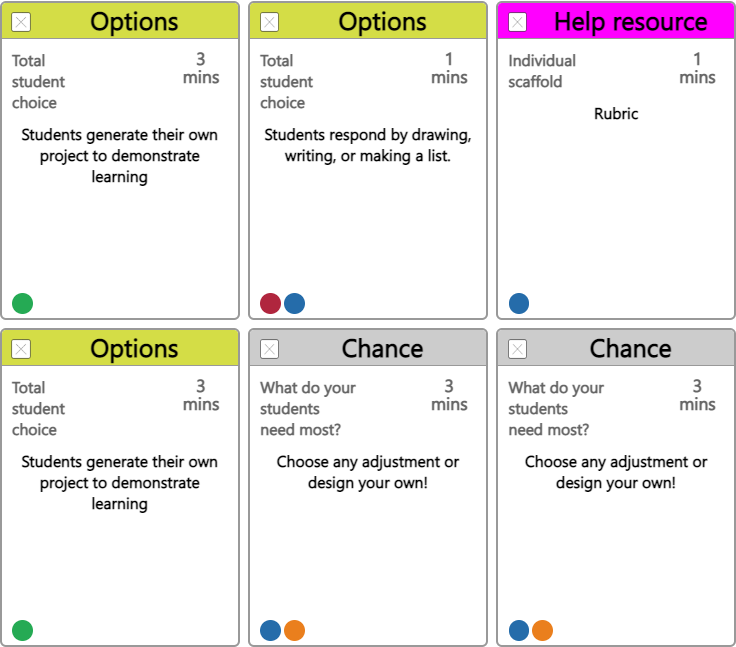 Options
Total 3
student mins
choice
Students generate their own
project to demonstrate
learning
Options
Total 1
student mins
choice
Students respond by drawing,
writing, or making a list.
Help resource
Individual 1
scaffold mins
Rubric
Options
Total 3
student mins
choice
Students generate their own
project to demonstrate
learning
Chance
What do your 3
students mins
need most?
Choose any adjustment or
design your own!
Chance
What do your 3
students mins
need most?
Choose any adjustment or
design your own!